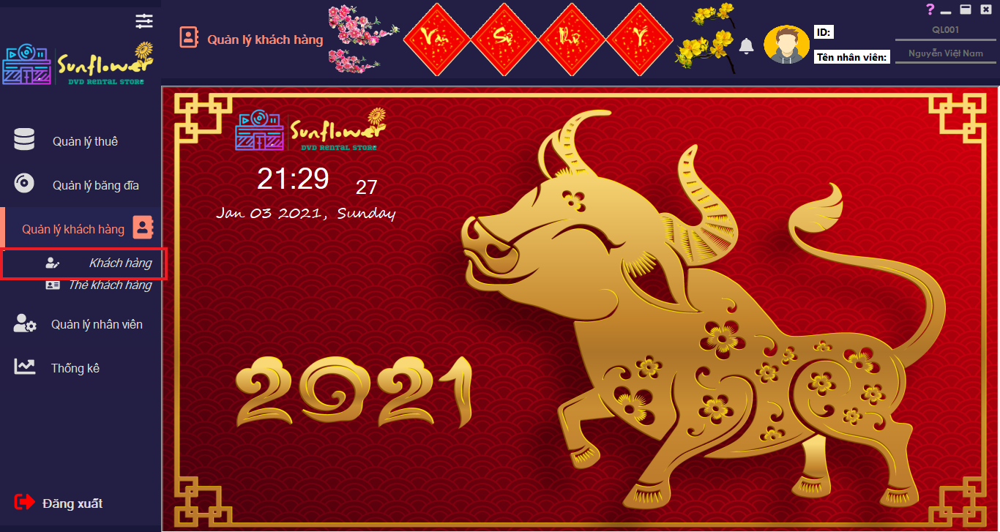 Sunflower
DVD RENTAL STORE
Quản lý khách hàng
Vạn Sự Như Ý
?
ID:
QL001
Tên nhân viên:
Nguyễn Việt Nam
Quản lý thuê
Quản lý băng đĩa
Quản lý khách hàng
Khách hàng
Thẻ khách hàng
Quản lý nhân viên
Thống kê
Đăng xuất
Sunflower
DVD RENTAL STORE
21:29 27
Jan 03 2021, Sunday
2021